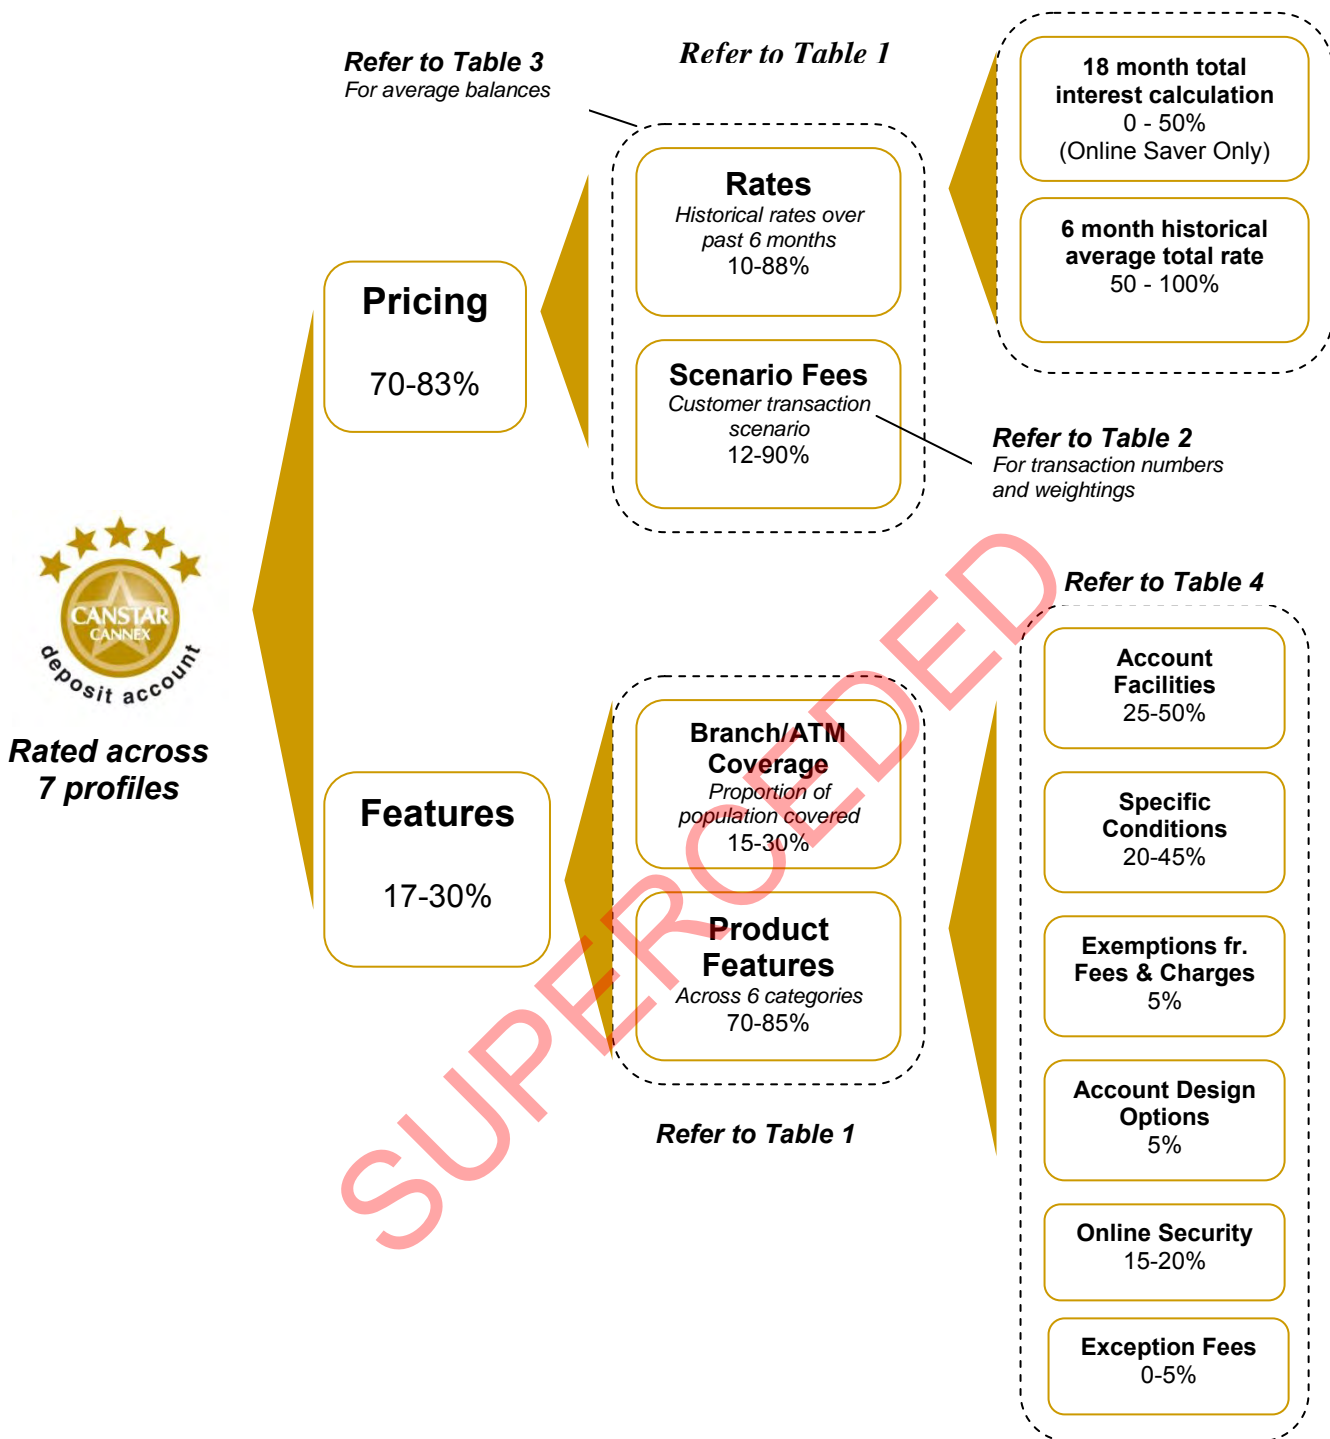 Refer to Table 3
For average balances
Refer to Table 1
18 month total
interest calculation
0 - 50%
(Online Saver Only)
6 month historical
average total rate
50 - 100%
Rates
Historical rates over
past 6 months
10-88%
Pricing
70-83%
Scenario Fees
Customer transaction
scenario
12-90%
Refer to Table 2
For transaction numbers
and weightings
CANSTAR
CANNEX
deposit account
Rated across
7 profiles
Features
17-30%
Branch/ATM
Coverage
Proportion of
population covered
15-30%
Product
Features
Across 6 categories
70-85%
Refer to Table 1
Refer to Table 4
Account
Facilities
25-50%
Specific
Conditions
20-45%
Exemptions fr.
Fees & Charges
5%
Account Design
Options
5%
Online Security
15-20%
Exception Fees
0-5%
SUPERCEDED